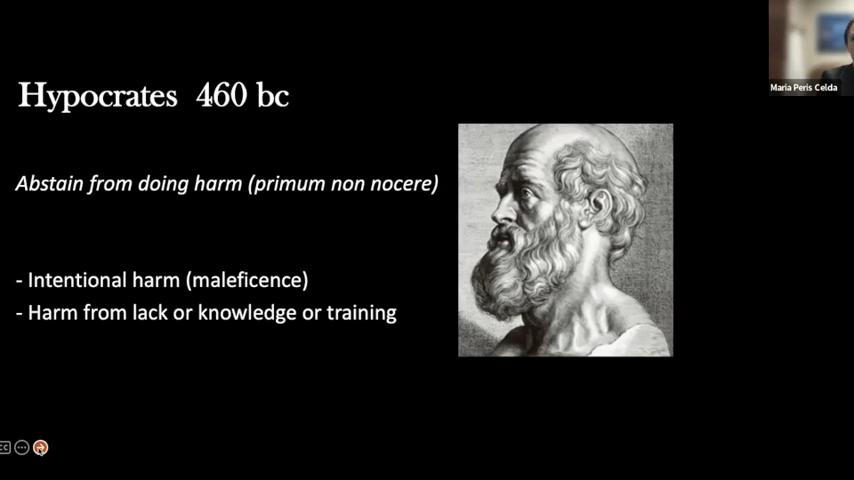 Maria Peris Celda
Hypocrates 460 bc
Abstain from doing harm (primum non nocere)
- Intentional harm (maleficence)
- Harm from lack or knowledge or training
CC